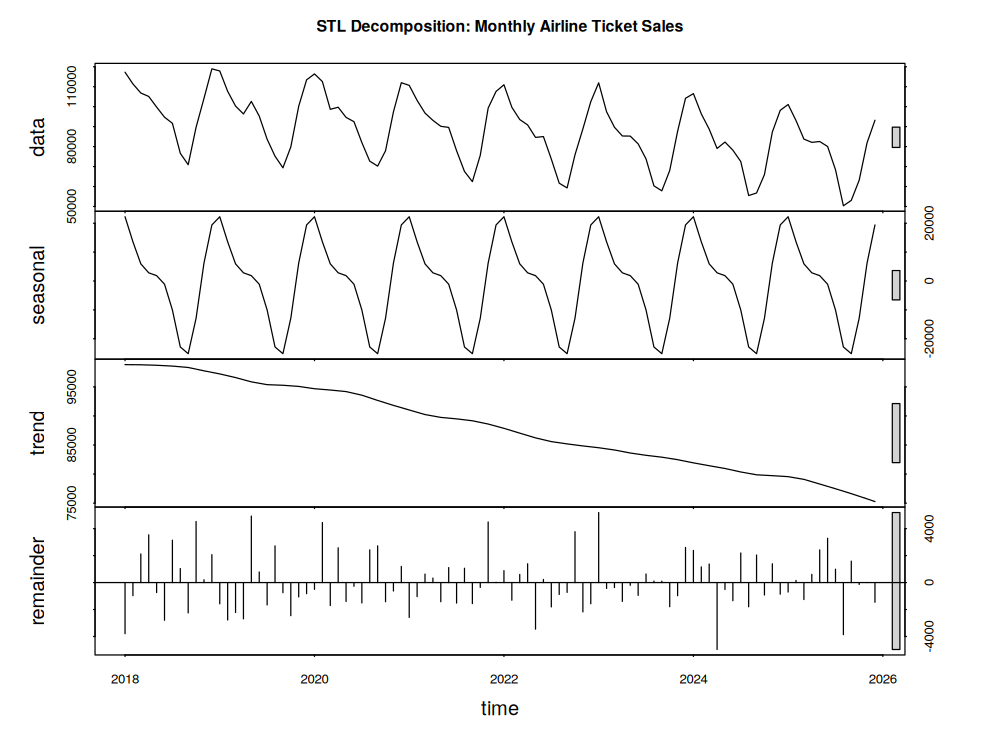 STL Decomposition: Monthly Airline Ticket Sales
data
50000 80000 110000
seasonal
-20000 0 20000
trend
75000 85000 95000
remainder
-4000 0 4000
2018 2020 2022 2024 2026
time